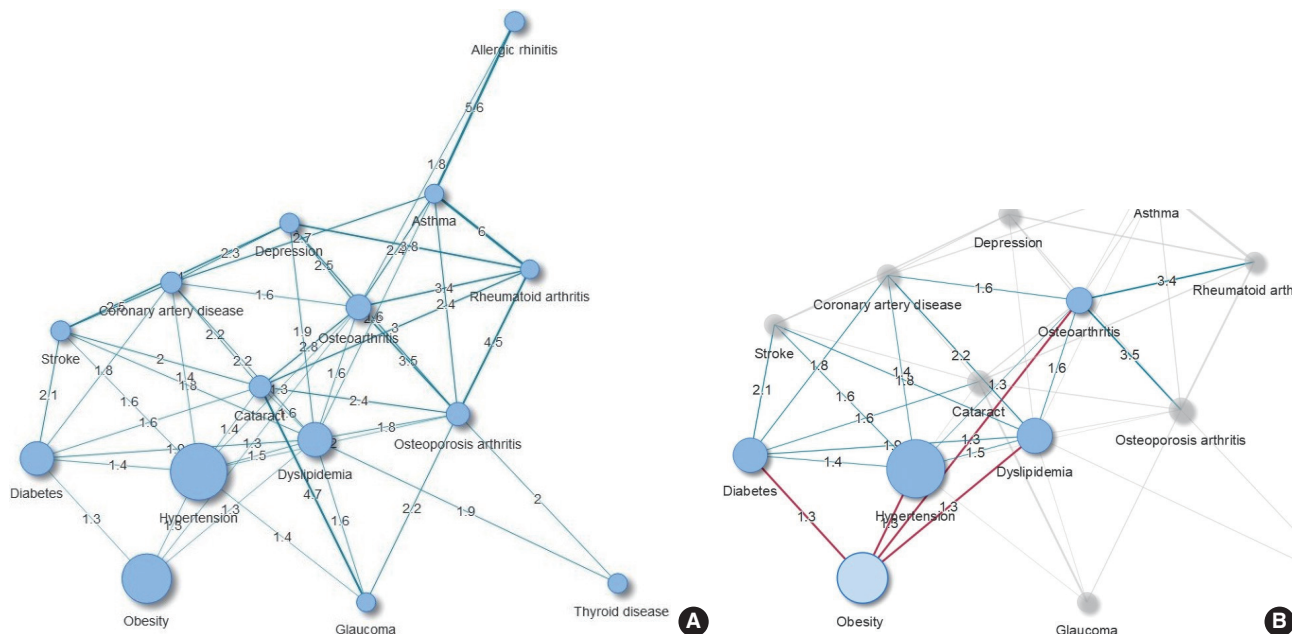 Allergic rhinitis
5.6
1.8
Asthma
2.3
2.7
Depression
2.4
2.8
6
2.5
Rheumatoid arthritis
3.4
2.5
Coronary artery disease
1.6
2.4
2.6
Osteoarthritis
3
Stroke
2.2
1.9
2
2.2
2.8
3.5
4.5
1.8
1.4
1.8
1.6
2.1
1.6
1.3
Cataract
2.4
1.6
1.6
1.8
Osteoporosis arthritis
1.4
1.3
2
1.5
1.4
Diabetes
Dyslipidemia
4.7
2
Hypertension
1.3
1.3
1.3
1.6
2.2
1.9
1.4
Obesity
Glaucoma
Thyroid disease
A
Asthma
Depression
Rheumatoid arth
3.4
Coronary artery disease
1.6
Osteoarthritis
Stroke
2.2
3.5
1.8
1.4
1.8
1.3
1.6
2.1
1.6
Cataract
1.6
Osteoporosis arthritis
1.3
1.5
1.4
Diabetes
Dyslipidemia
Hypertension
1.3
1.3
1.3
Obesity
Glaucoma
B